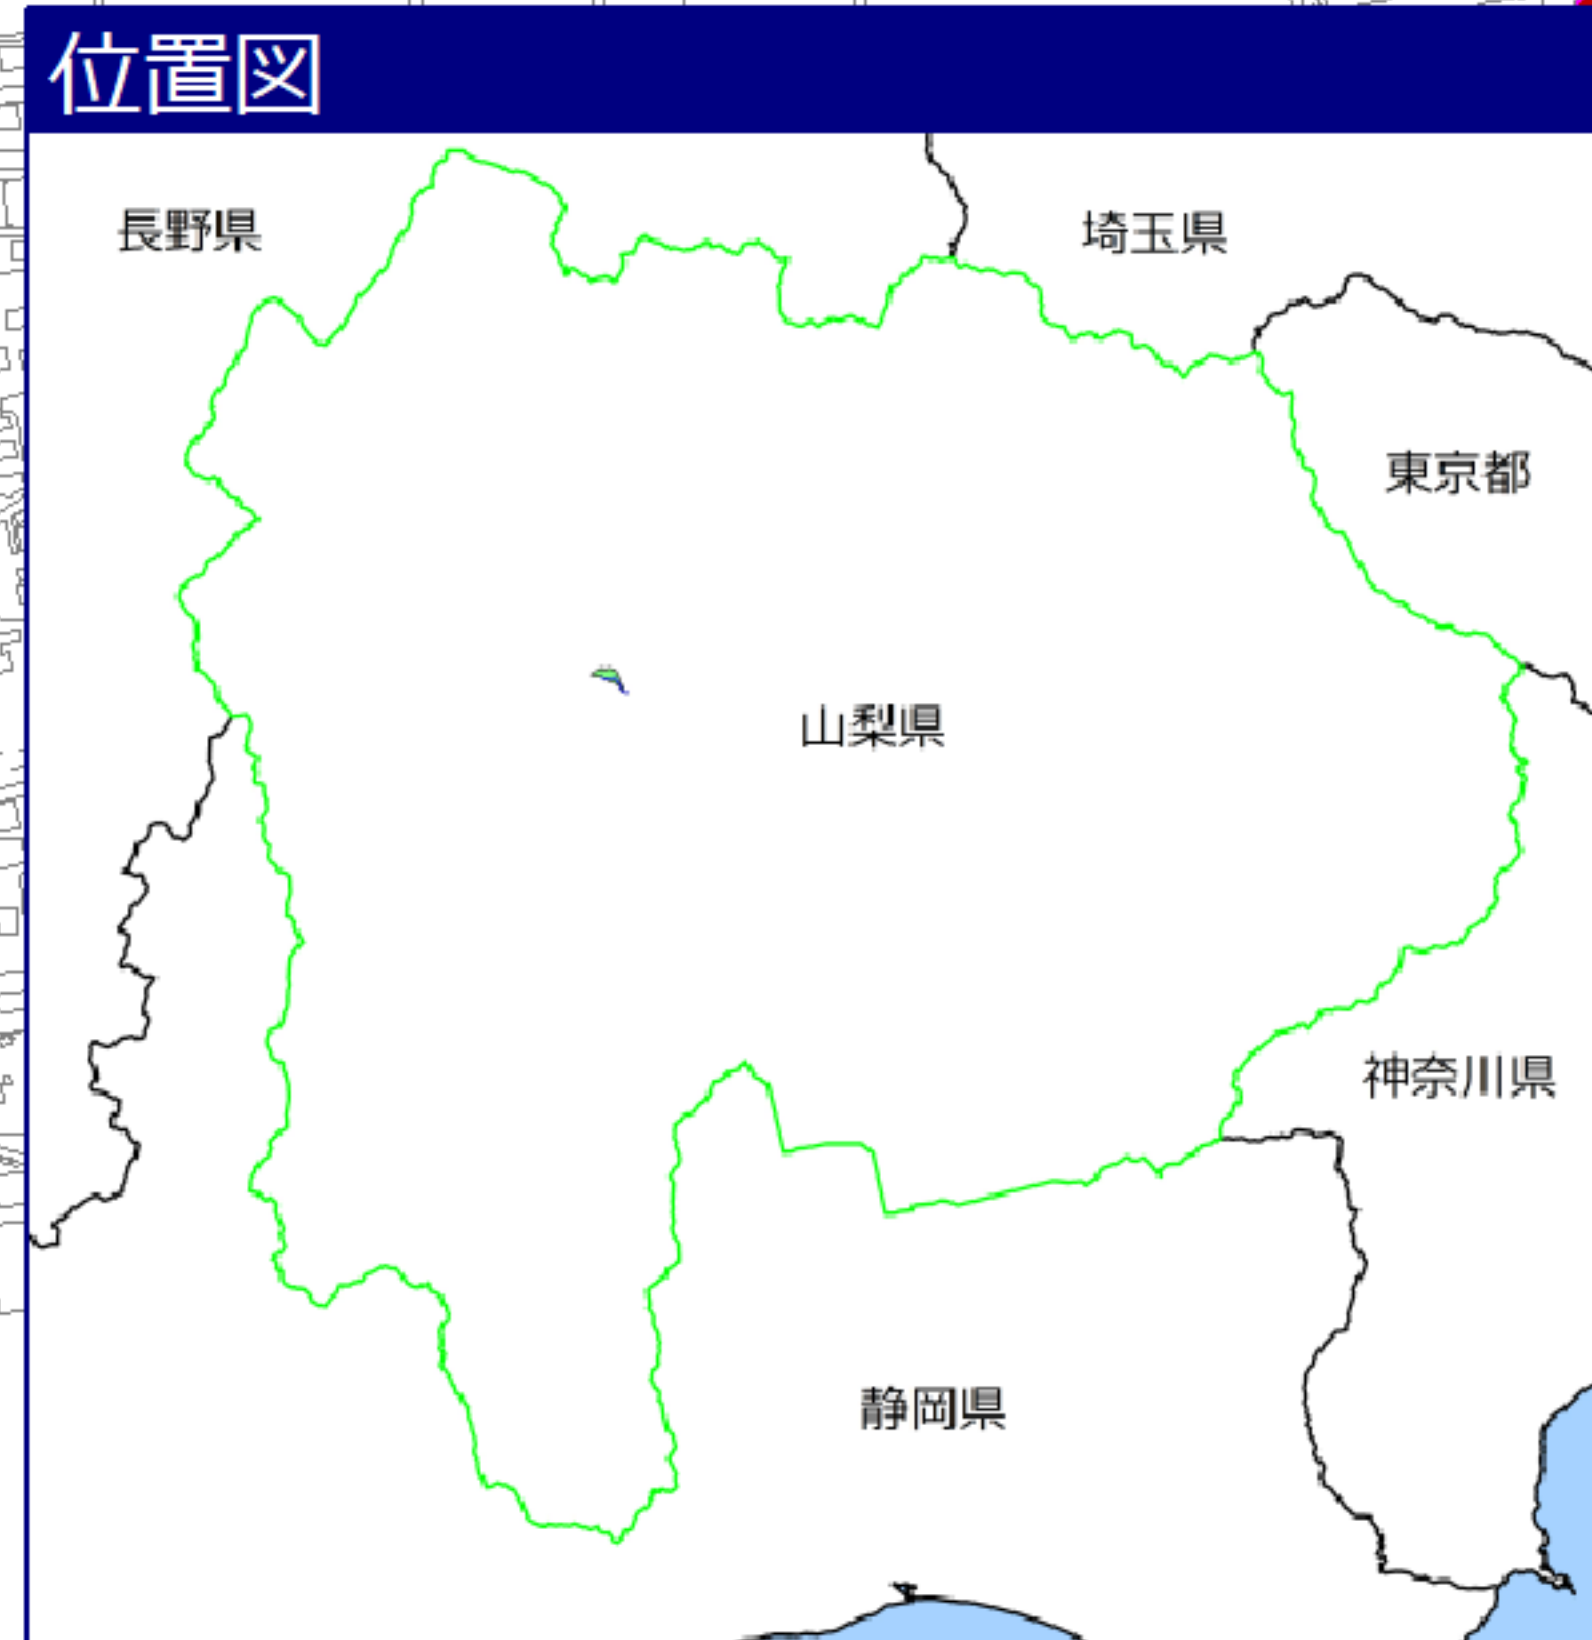 位置図
長野県
埼玉県
東京都
山梨県
神奈川県
静岡県